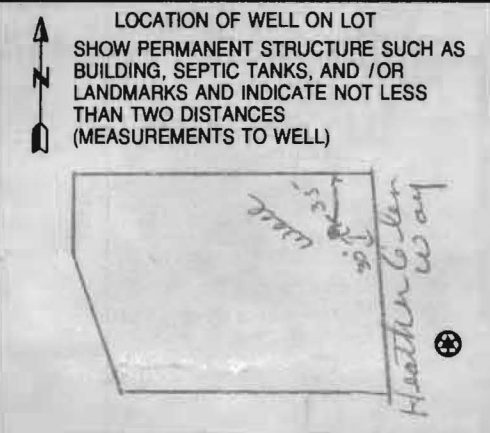 LOCATION OF WELL ON LOT
SHOW PERMANENT STRUCTURE SUCH AS
BUILDING, SEPTIC TANKS, AND / OR
LANDMARKS AND INDICATE NOT LESS
THAN TWO DISTANCES
(MEASUREMENTS TO WELL)
N
Well
35'
30'
Heather Glen
Way